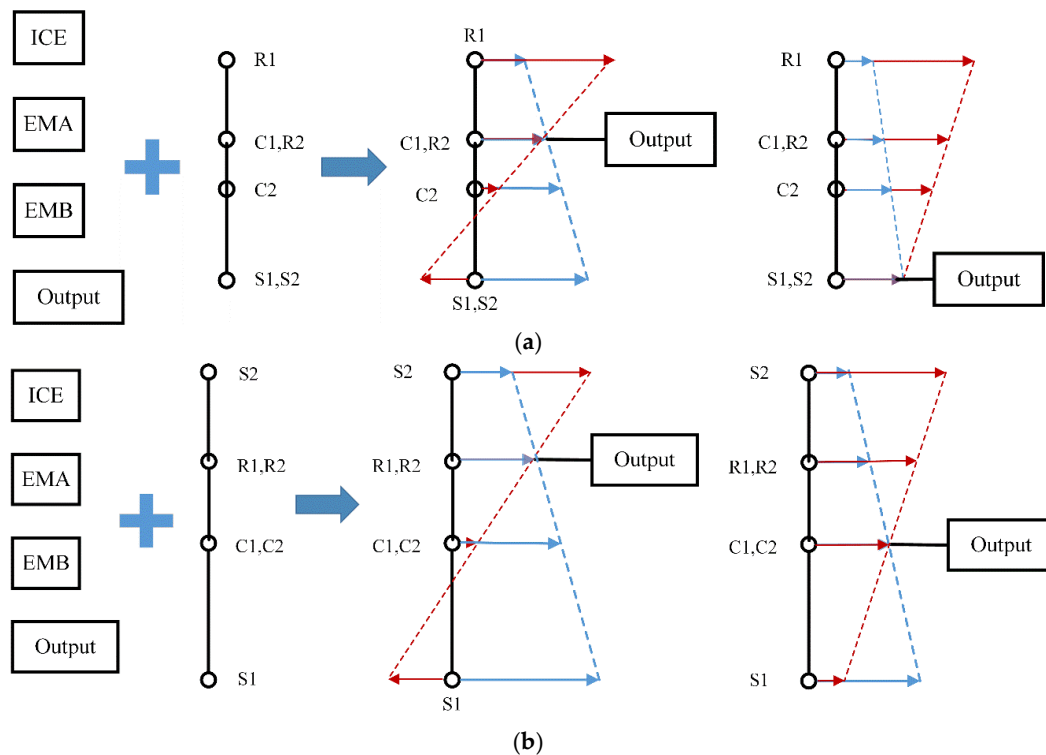 ICE
EMA
EMB
Output
R1
C1,R2
C2
S1,S2
R1
C1,R2
C2
S1,S2
Output
R1
C1,R2
C2
S1,S2
Output
(a)
ICE
EMA
EMB
Output
S2
R1,R2
C1,C2
S1
S2
R1,R2
C1,C2
S1
Output
S2
R1,R2
C1,C2
S1
Output
(b)